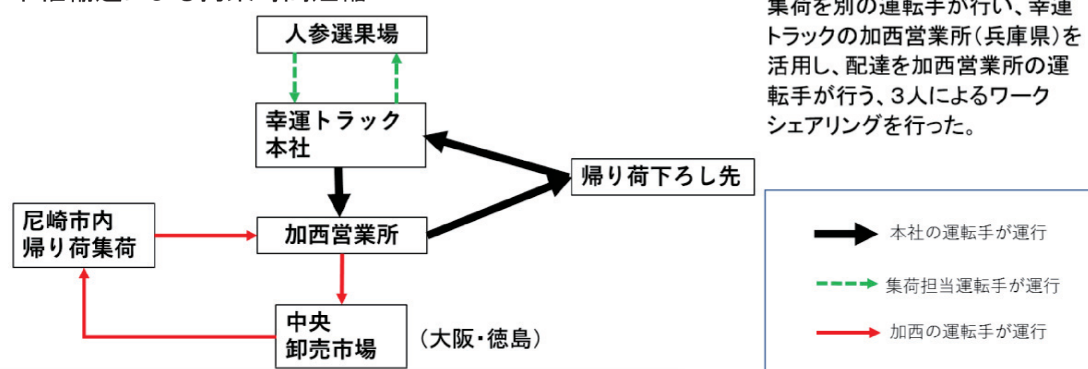 集荷を別の運転手が行い、幸運
トラックの加西営業所(兵庫県)を
活用し、配達を加西営業所の運
転手が行う、3人によるワーク
シェアリングを行った。
人参選果場
幸運トラック
本社
帰り荷下ろし先
尼崎市内
帰り荷集荷
加西営業所
中央
卸売市場
(大阪・徳島)
本社の運転手が運行
集荷担当運転手が運行
加西の運転手が運行